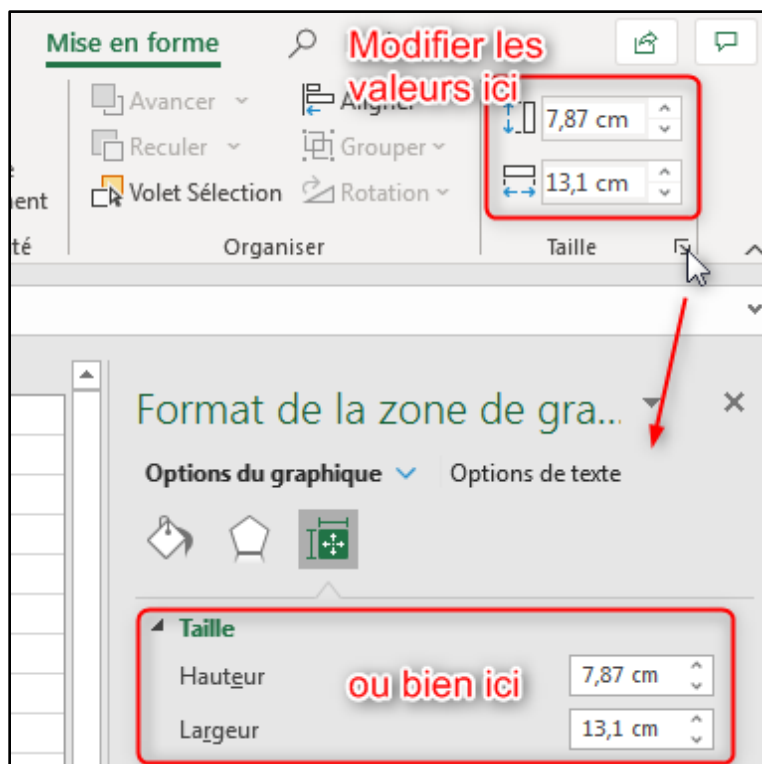 Mise en forme
Modifier les
valeurs ici
Avancer
Aligner
7,87 cm
Reculer
Grouper
ent
Volet Sélection
Rotation
13,1 cm
té
Organiser
Taille
Format de la zone de gra...
Options du graphique
Options de texte
Taille
Hauteur
ou bien ici
7,87 cm
Largeur
13,1 cm